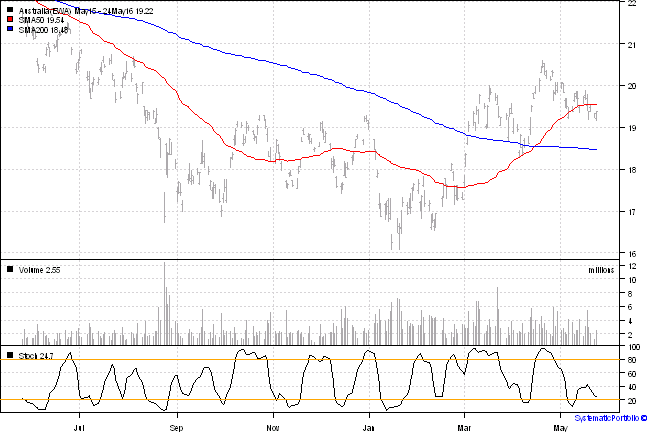 Australia(EWA) May15 - 24May16 19.22
SMA50 19.54
SMA200 18.48
22
21
20
19
18
17
16
Volume 2.55
millions
12
10
8
6
4
2
Stoch 24.7
100
80
60
40
20
Jul Sep Nov Jan Mar May
SystematicPortfolio ©